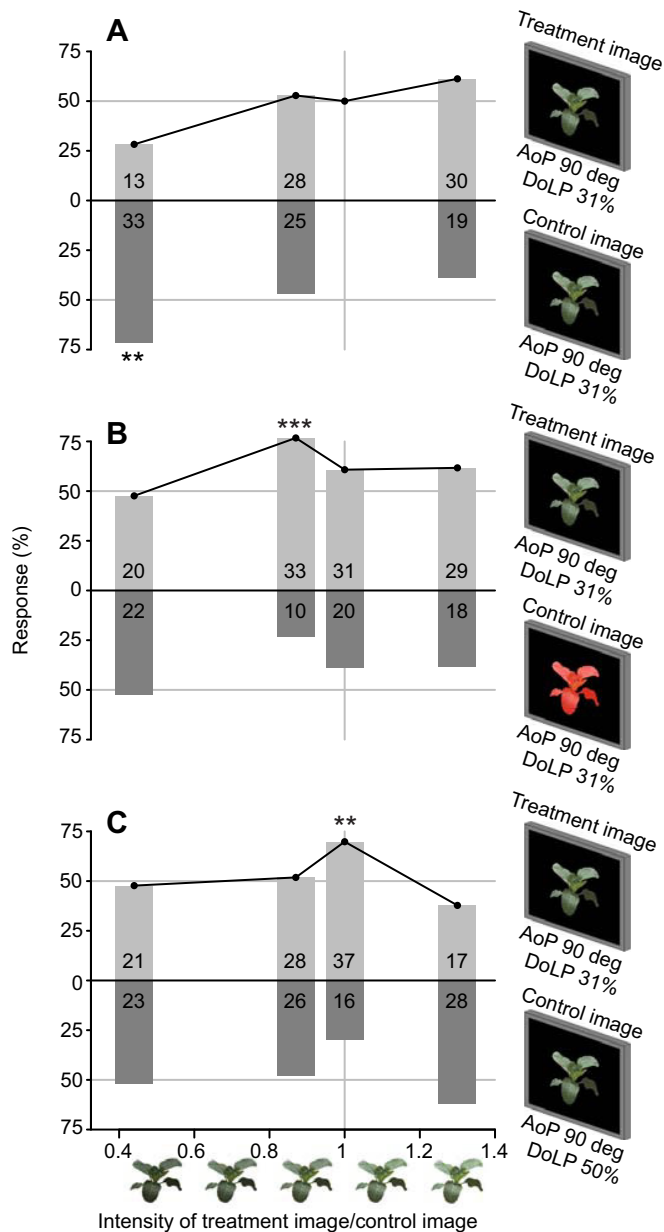 A
75
50
25
0
25
50
75
13
28
30
33
25
19
**
Treatment image
AoP 90 deg
DoLP 31%
Control image
AoP 90 deg
DoLP 31%
B
***
75
50
25
0
25
50
75
20
33
31
29
22
10
20
18
Response (%)
Treatment image
AoP 90 deg
DoLP 31%
Control image
AoP 90 deg
DoLP 31%
C
**
75
50
25
0
25
50
75
21
28
37
17
23
26
16
28
Treatment image
AoP 90 deg
DoLP 31%
Control image
AoP 90 deg
DoLP 50%
0.4 0.6 0.8 1 1.2 1.4
Intensity of treatment image/control image